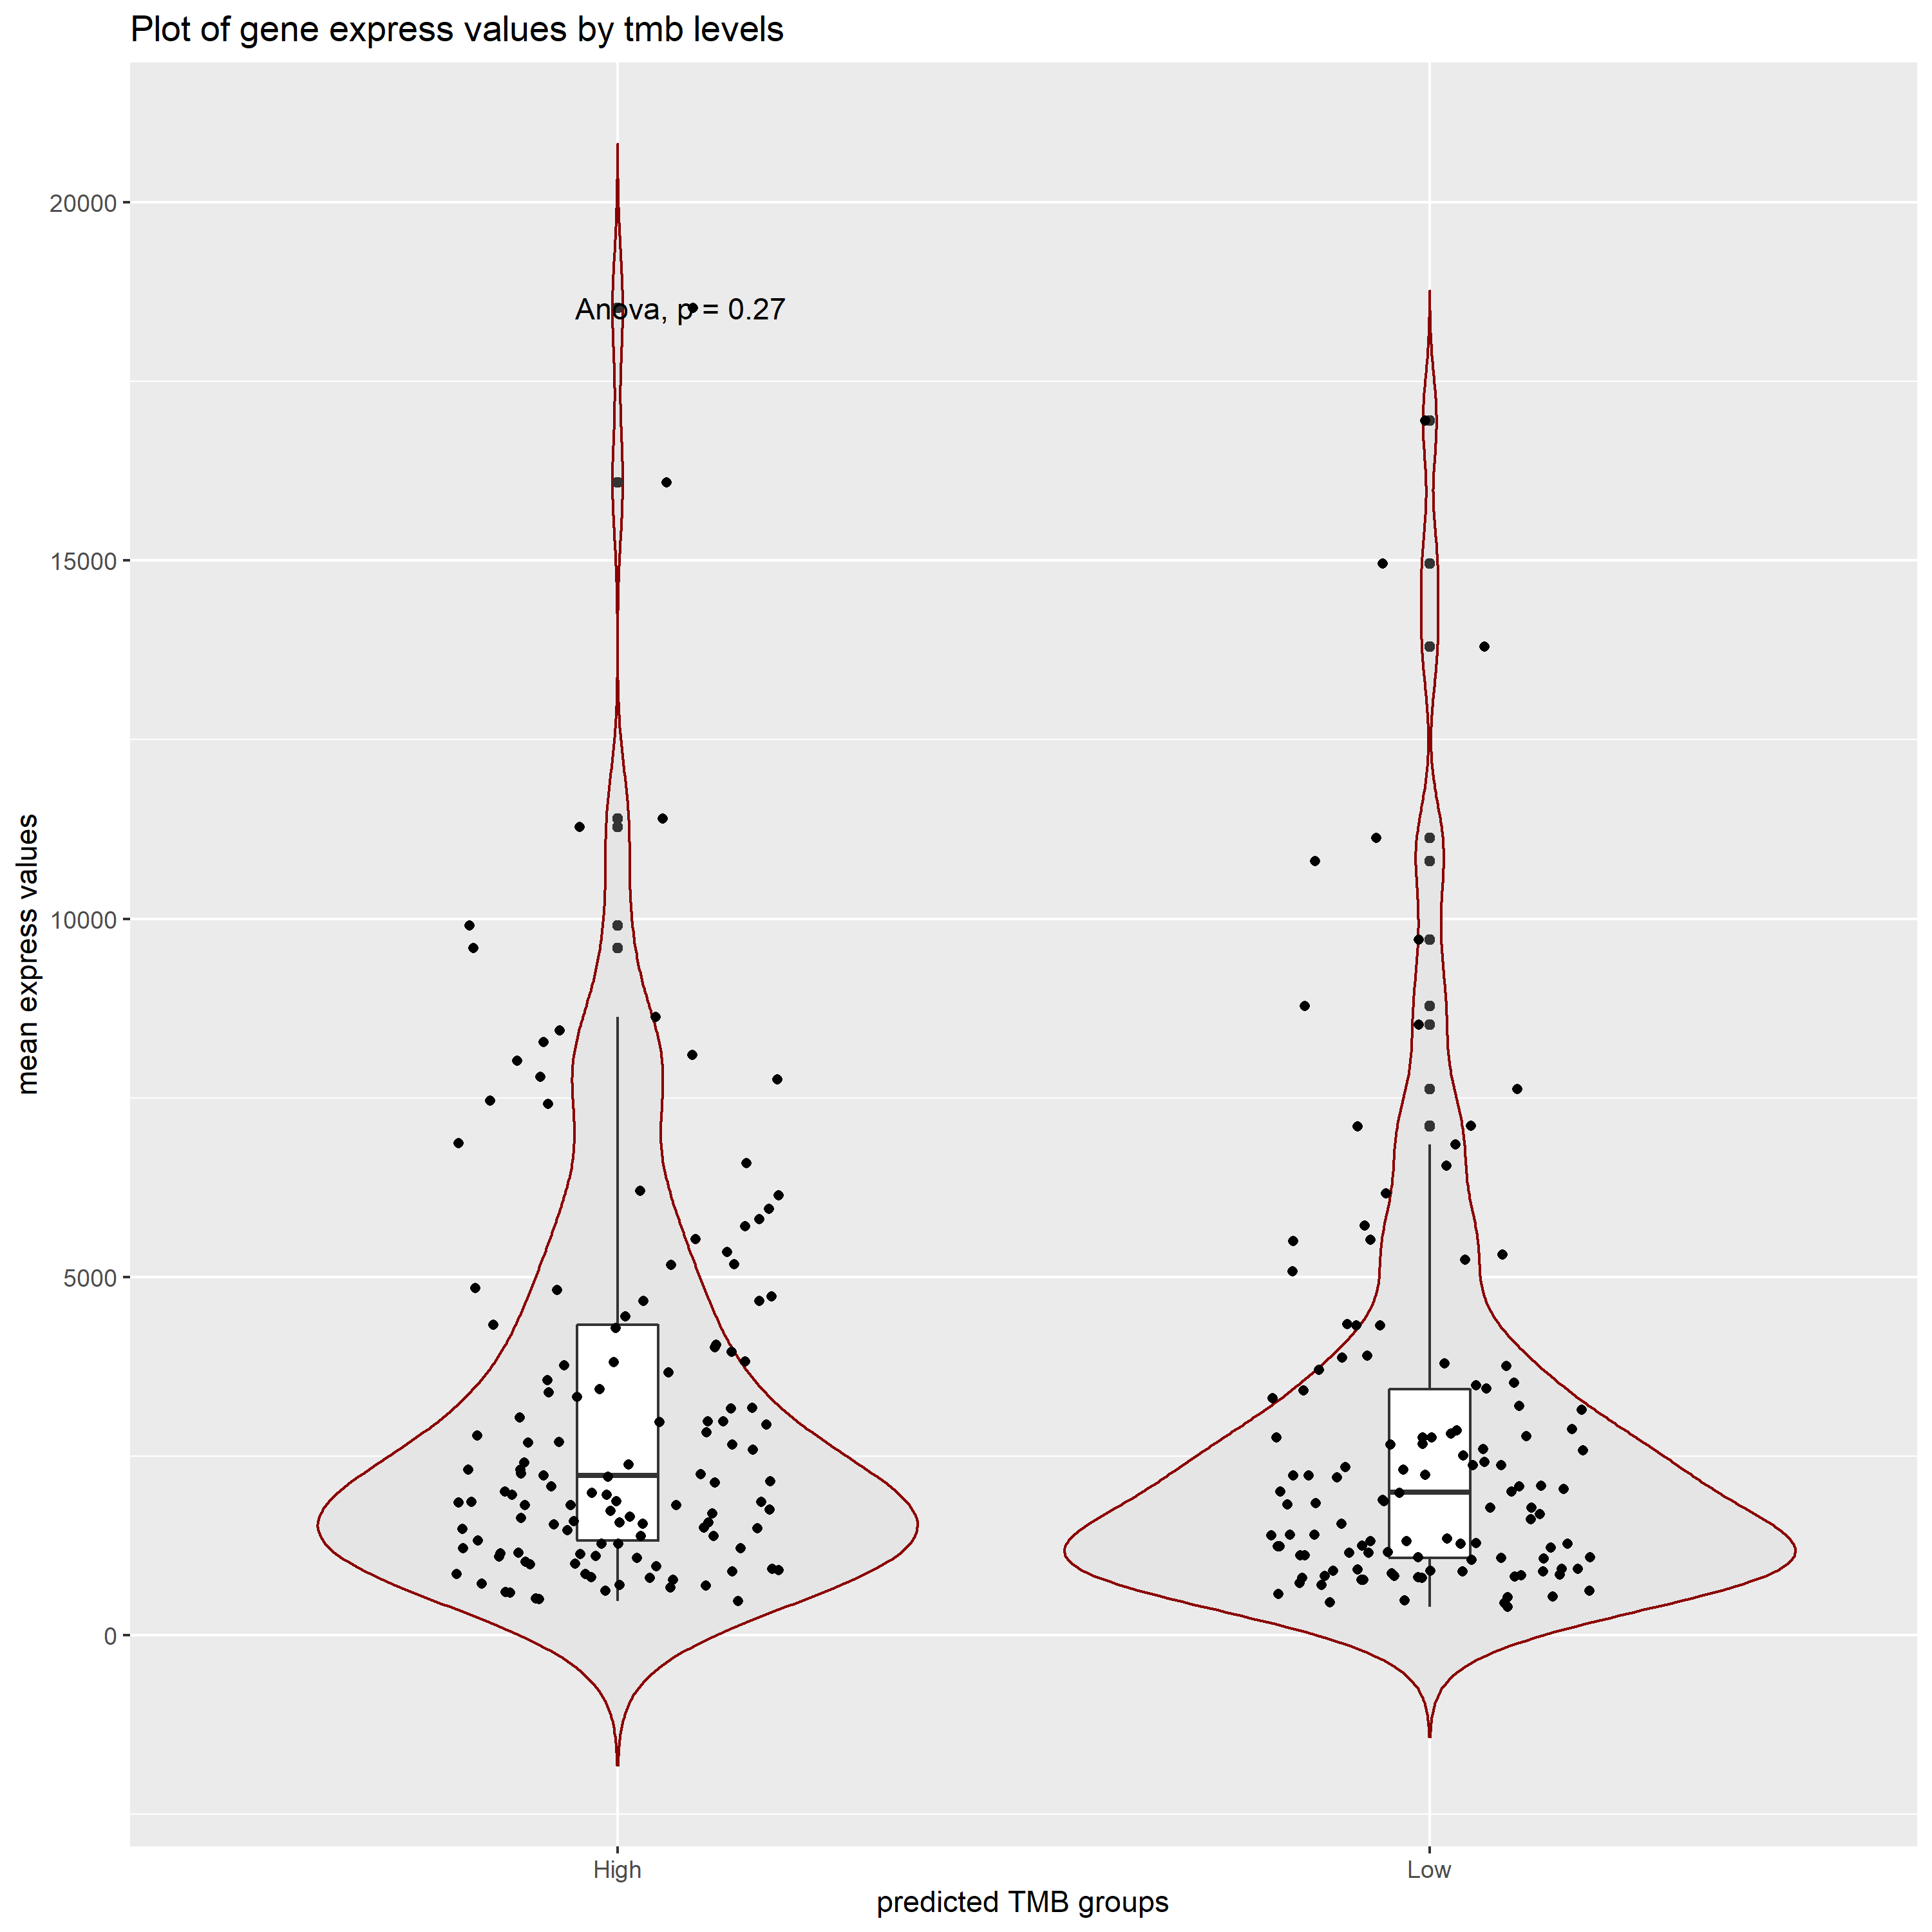 Plot of gene express values by tmb levels
20000
Anova, p = 0.27
15000
mean express values
10000
5000
0
High
Low
predicted TMB groups